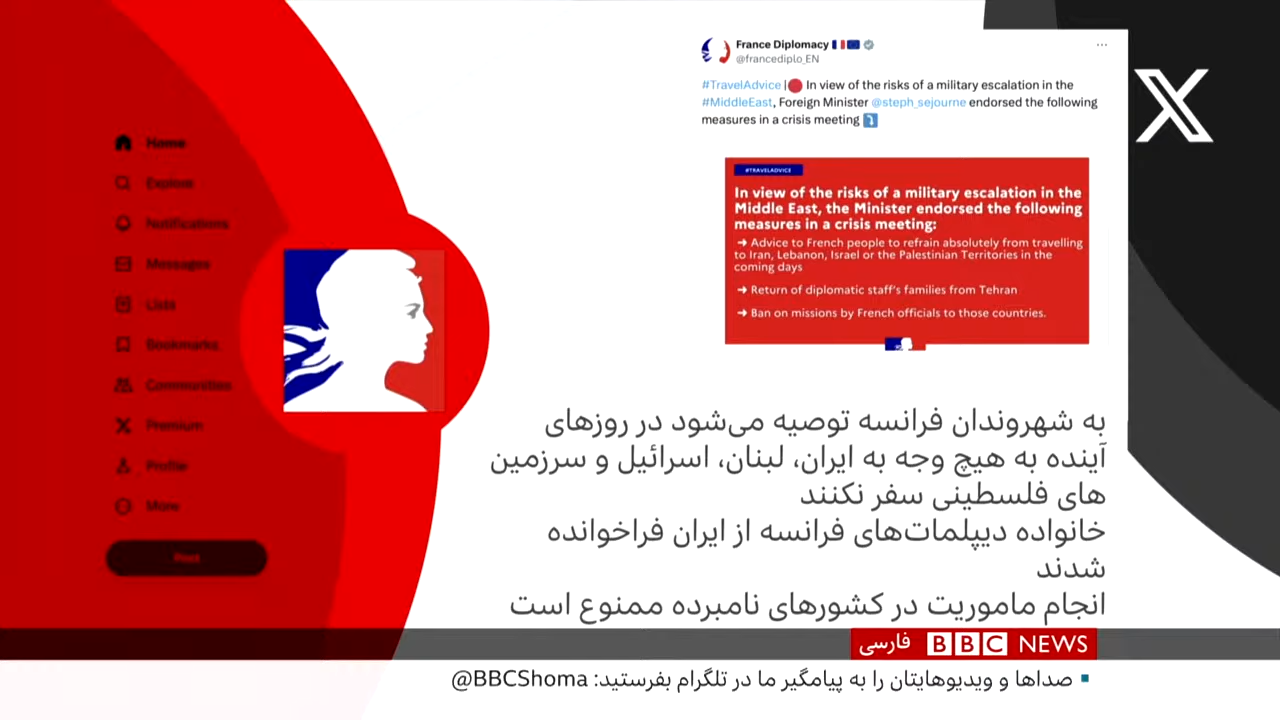 France Diplomacy
@francediplo_EN
#TravelAdvice | In view of the risks of a military escalation in the
#MiddleEast, Foreign Minister @steph_sejourne endorsed the following
measures in a crisis meeting
#TRAVELADVICE
In view of the risks of a military escalation in the
Middle East, the Minister endorsed the following
measures in a crisis meeting:
➔ Advice to French people to refrain absolutely from travelling
to Iran, Lebanon, Israel or the Palestinian Territories in the
coming days
➔ Return of diplomatic staff's families from Tehran
➔ Ban on missions by French officials to those countries.
Home
Explore
Notifications
Messages
Lists
Bookmarks
Communities
Premium
Profile
More
Post
به شهروندان فرانسه توصیه می‌شود در روزهای
آینده به هیچ وجه به ایران، لبنان، اسرائیل و سرزمین
های فلسطینی سفر نکنند
خانواده دیپلمات‌های فرانسه از ایران فراخوانده
شدند
انجام ماموریت در کشورهای نامبرده ممنوع است
BBC NEWS فارسی
صداها و ویدیوهایتان را به پیامگیر ما در تلگرام بفرستید: @BBCShoma